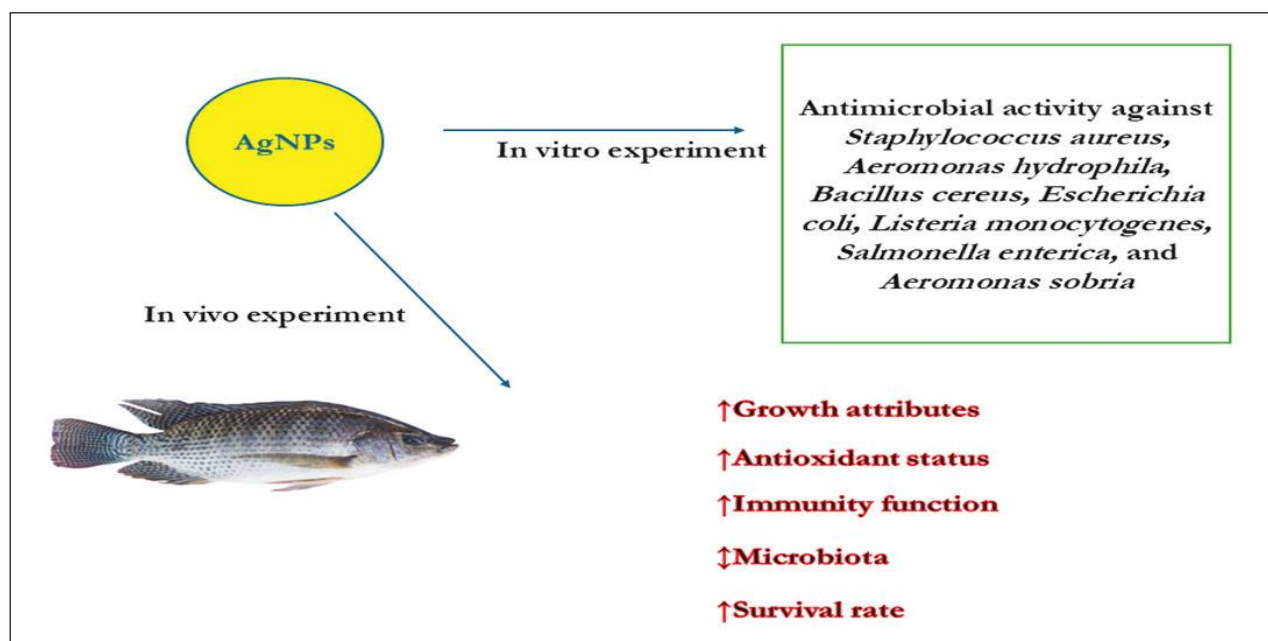 AgNPs
In vitro experiment
Antimicrobial activity against
Staphylococcus aureus,
Aeromonas hydrophila,
Bacillus cereus, Escherichia
coli, Listeria monocytogenes,
Salmonella enterica, and
Aeromonas sobria
In vivo experiment
↑Growth attributes
↑Antioxidant status
↑Immunity function
↕Microbiota
↑Survival rate